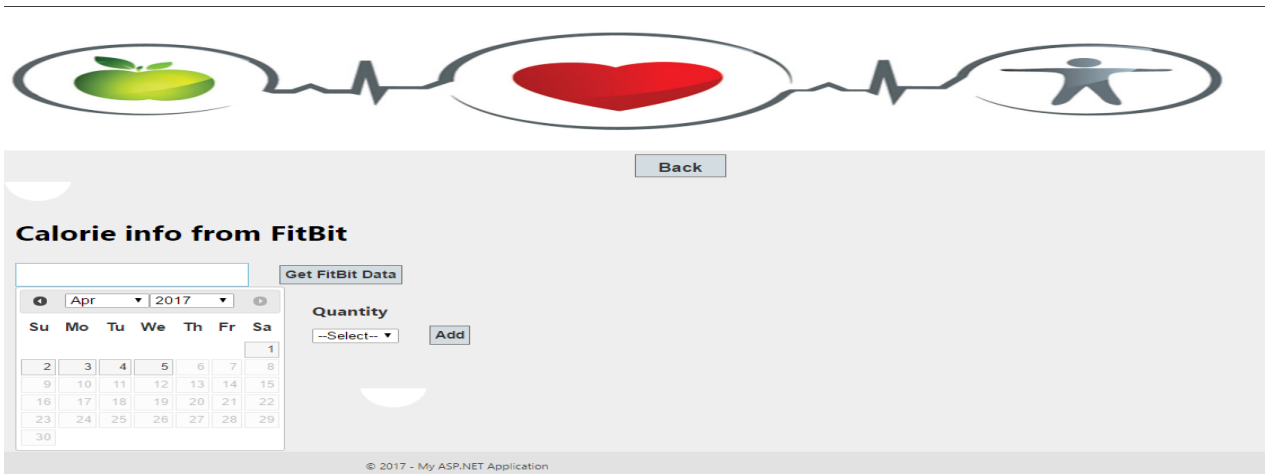 Back
Calorie info from FitBit
Get FitBit Data
Apr 2017
Quantity
Su Mo Tu We Th Fr Sa
--Select-- Add
1
2 3 4 5 6 7 8
9 10 11 12 13 14 15
16 17 18 19 20 21 22
23 24 25 26 27 28 29
30
© 2017 - My ASP.NET Application